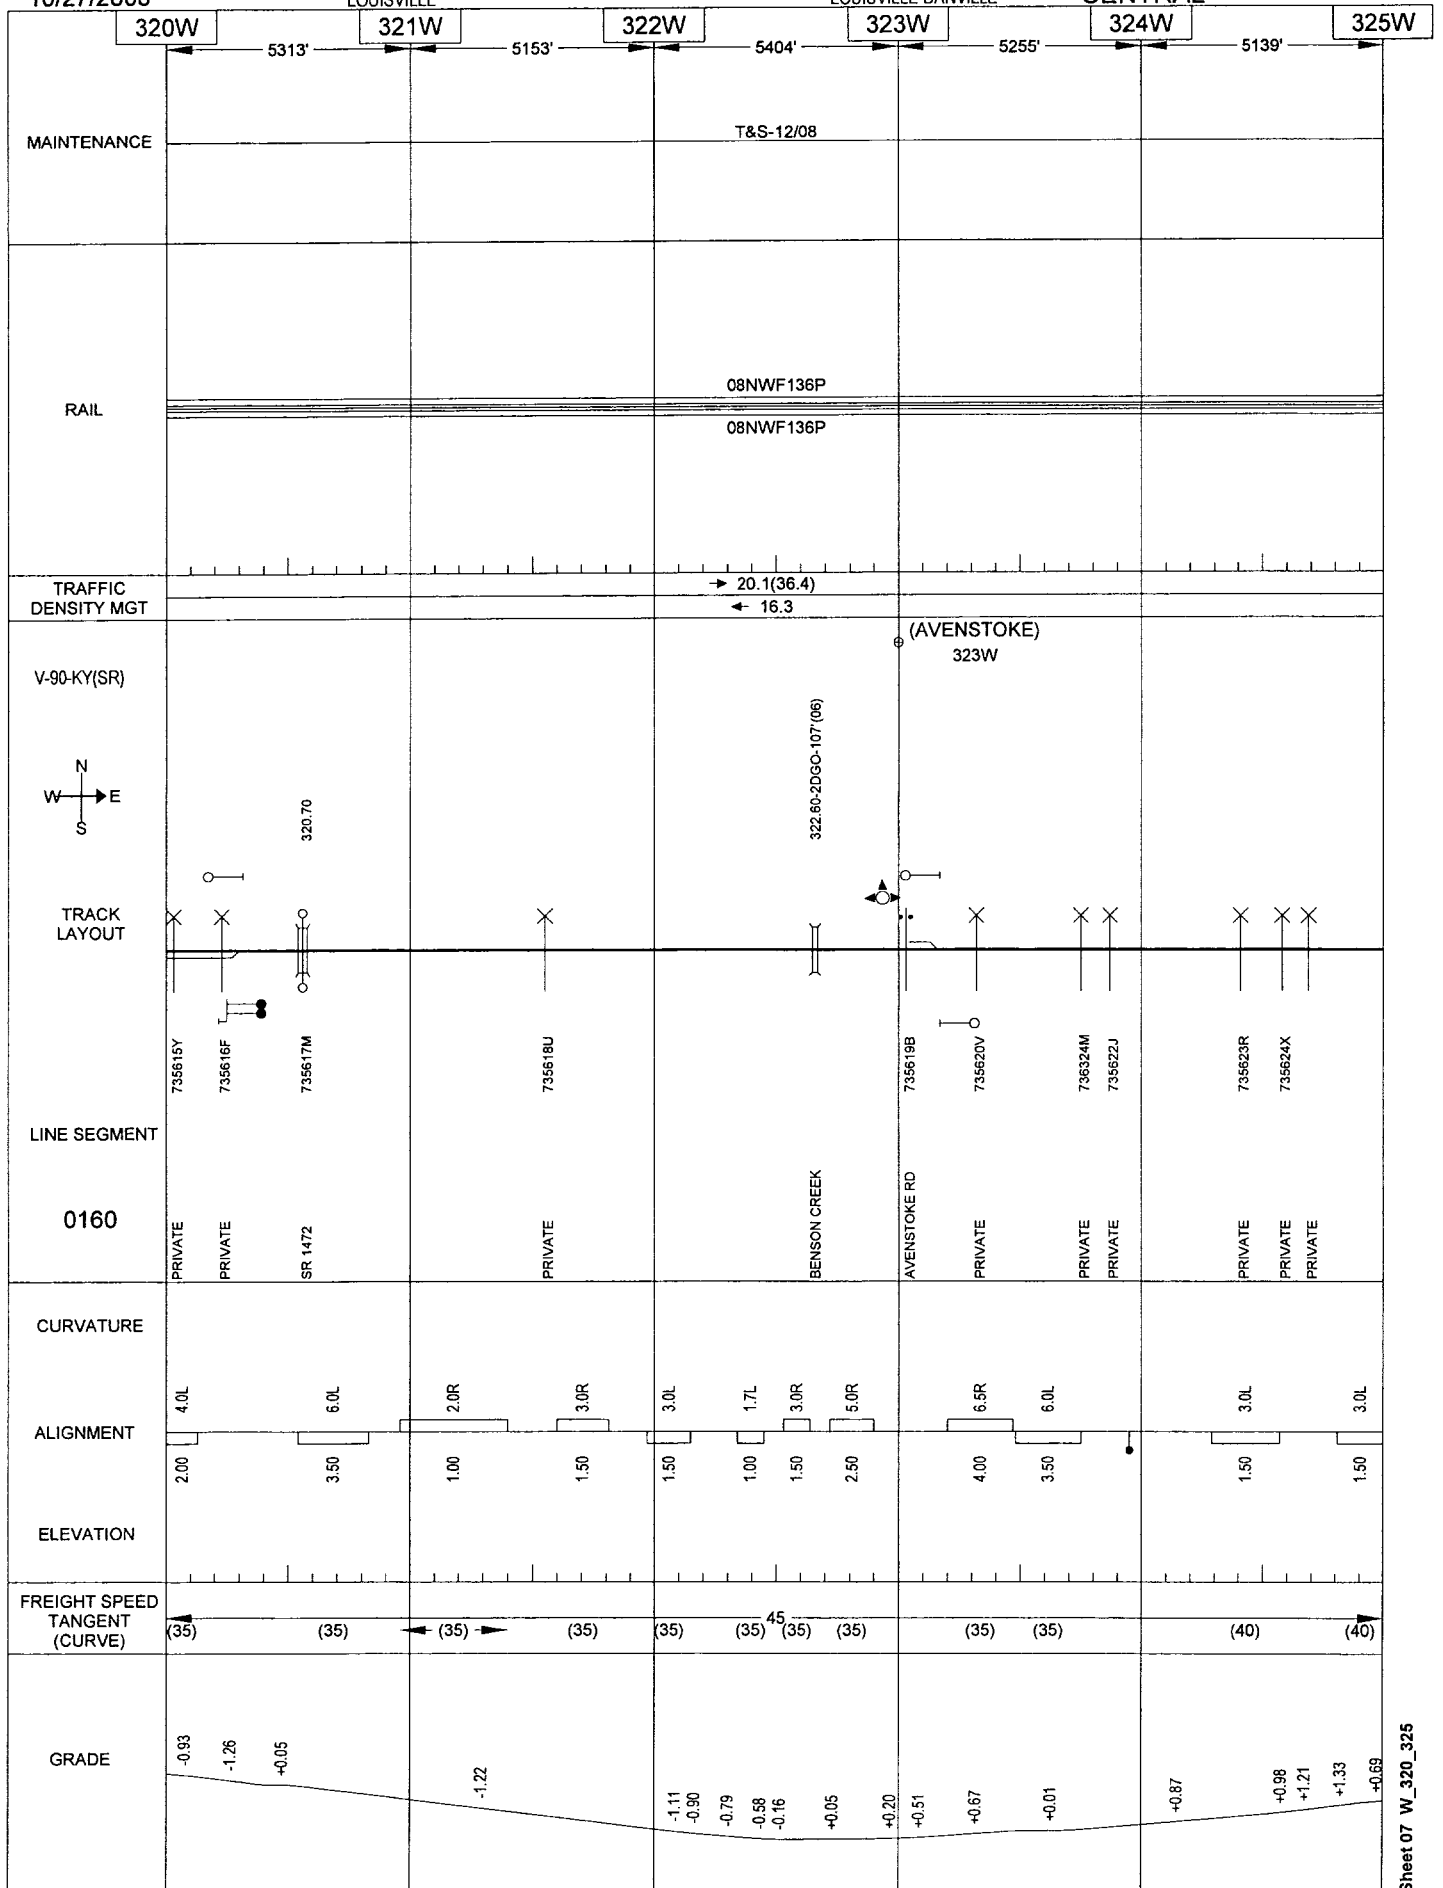 LOUISVILLE
320W 321W 322W 323W 324W 325W
5313' 5153' 5404' 5255' 5139'
MAINTENANCE
T&S-12/08
RAIL
08NWF136P
08NWF136P
TRAFFIC
DENSITY MGT
20.1(36.4)
16.3
(AVENSTOKE)
323W
V-90-KY(SR)
N
W E
S
320.70
322.60-2DGO-107'(06)
TRACK
LAYOUT
735615Y
735616F
735617M
735618U
735619B
735620V
736324M
735622J
735623R
735624X
LINE SEGMENT
0160
PRIVATE
PRIVATE
SR 1472
PRIVATE
BENSON CREEK
AVENSTOKE RD
PRIVATE
PRIVATE
PRIVATE
PRIVATE
PRIVATE
PRIVATE
CURVATURE
4.0L 6.0L 2.0R 3.0R 3.0L 1.7L 3.0R 5.0R 6.5R 6.0L 3.0L 3.0L
ALIGNMENT
2.00 3.50 1.00 1.50 1.50 1.00 1.50 2.50 4.00 3.50 1.50 1.50
ELEVATION
FREIGHT SPEED
TANGENT
(CURVE)
45
(35) (35) (35) (35) (35) (35) (35) (35) (35) (35) (40) (40)
GRADE
-0.93 -1.26 +0.05 -1.22 -1.11 -0.90 -0.79 -0.58 -0.16 +0.05 +0.20 +0.51 +0.67 +0.01 +0.87 +0.98 +1.21 +1.33 +0.69
Sheet 07 W_320_325